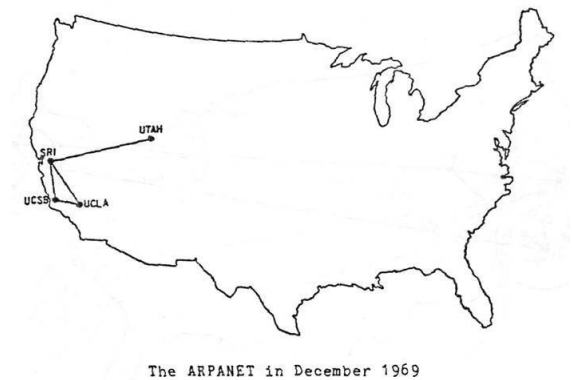 UTAH
SRI
UCSB
UCLA
The ARPANET in December 1969